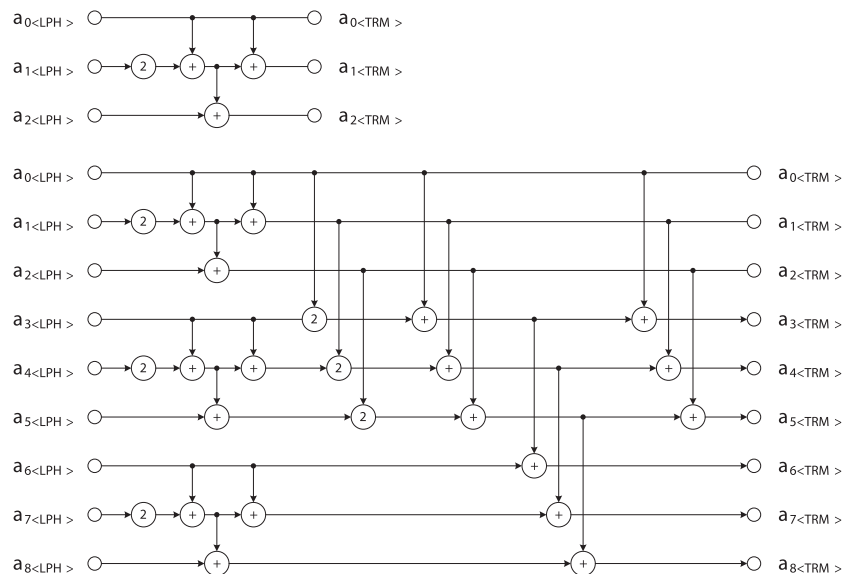 a0<LPH > a0<TRM >
2 + +
a1<LPH > a1<TRM >
+
a2<LPH > a2<TRM >
a0<LPH > a0<TRM >
a1<LPH > 2 + + a1<TRM >
a2<LPH > + a2<TRM >
a3<LPH > 2 + + a3<TRM >
a4<LPH > 2 + + 2 + + a4<TRM >
a5<LPH > + 2 + + a5<TRM >
a6<LPH > + a6<TRM >
a7<LPH > 2 + + + a7<TRM >
a8<LPH > + + a8<TRM >